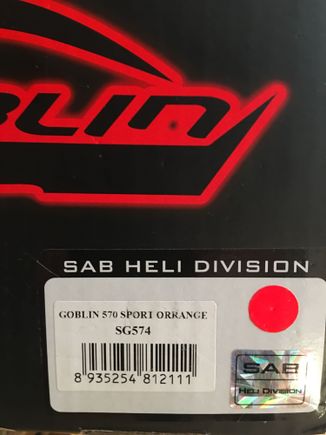 BLIN
SAB HELI DIVISION
GOBLIN 570 SPORT ORRANGE
SG574
8 935254 812111
SAB
HELI DIVISION